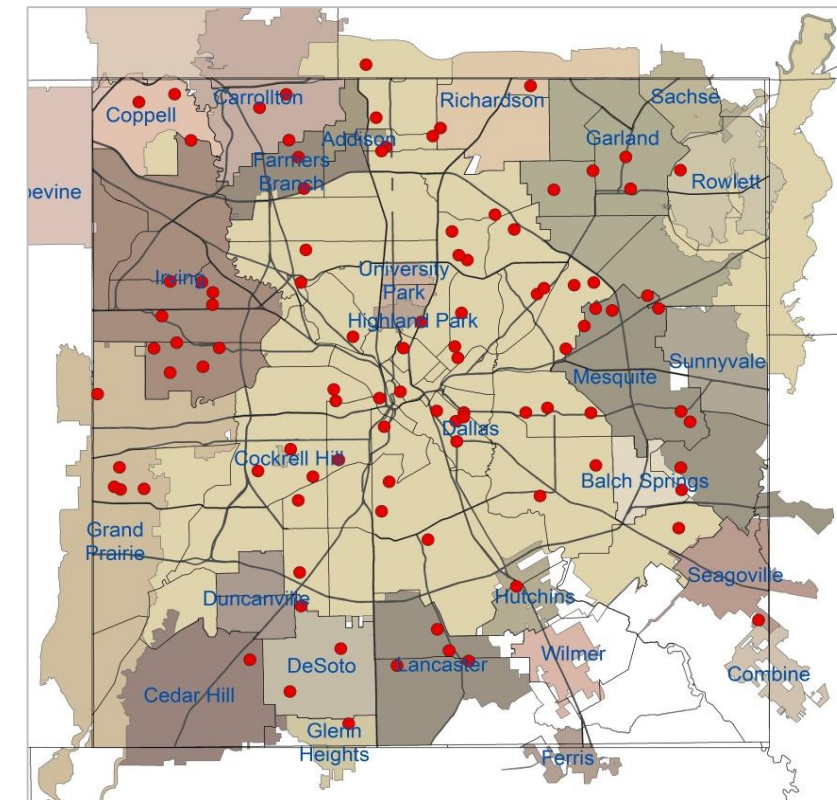 Coppell
Carrollton
Addison
Richardson
Sachse
Garland
Farmers
Branch
Rowlett
evine
Irving
University
Park
Highland Park
Sunnyvale
Mesquite
Dallas
Cockrell Hill
Balch Springs
Grand
Prairie
Seagoville
Duncanville
Hutchins
DeSoto
Lancaster
Wilmer
Combine
Cedar Hill
Glenn
Heights
Ferris